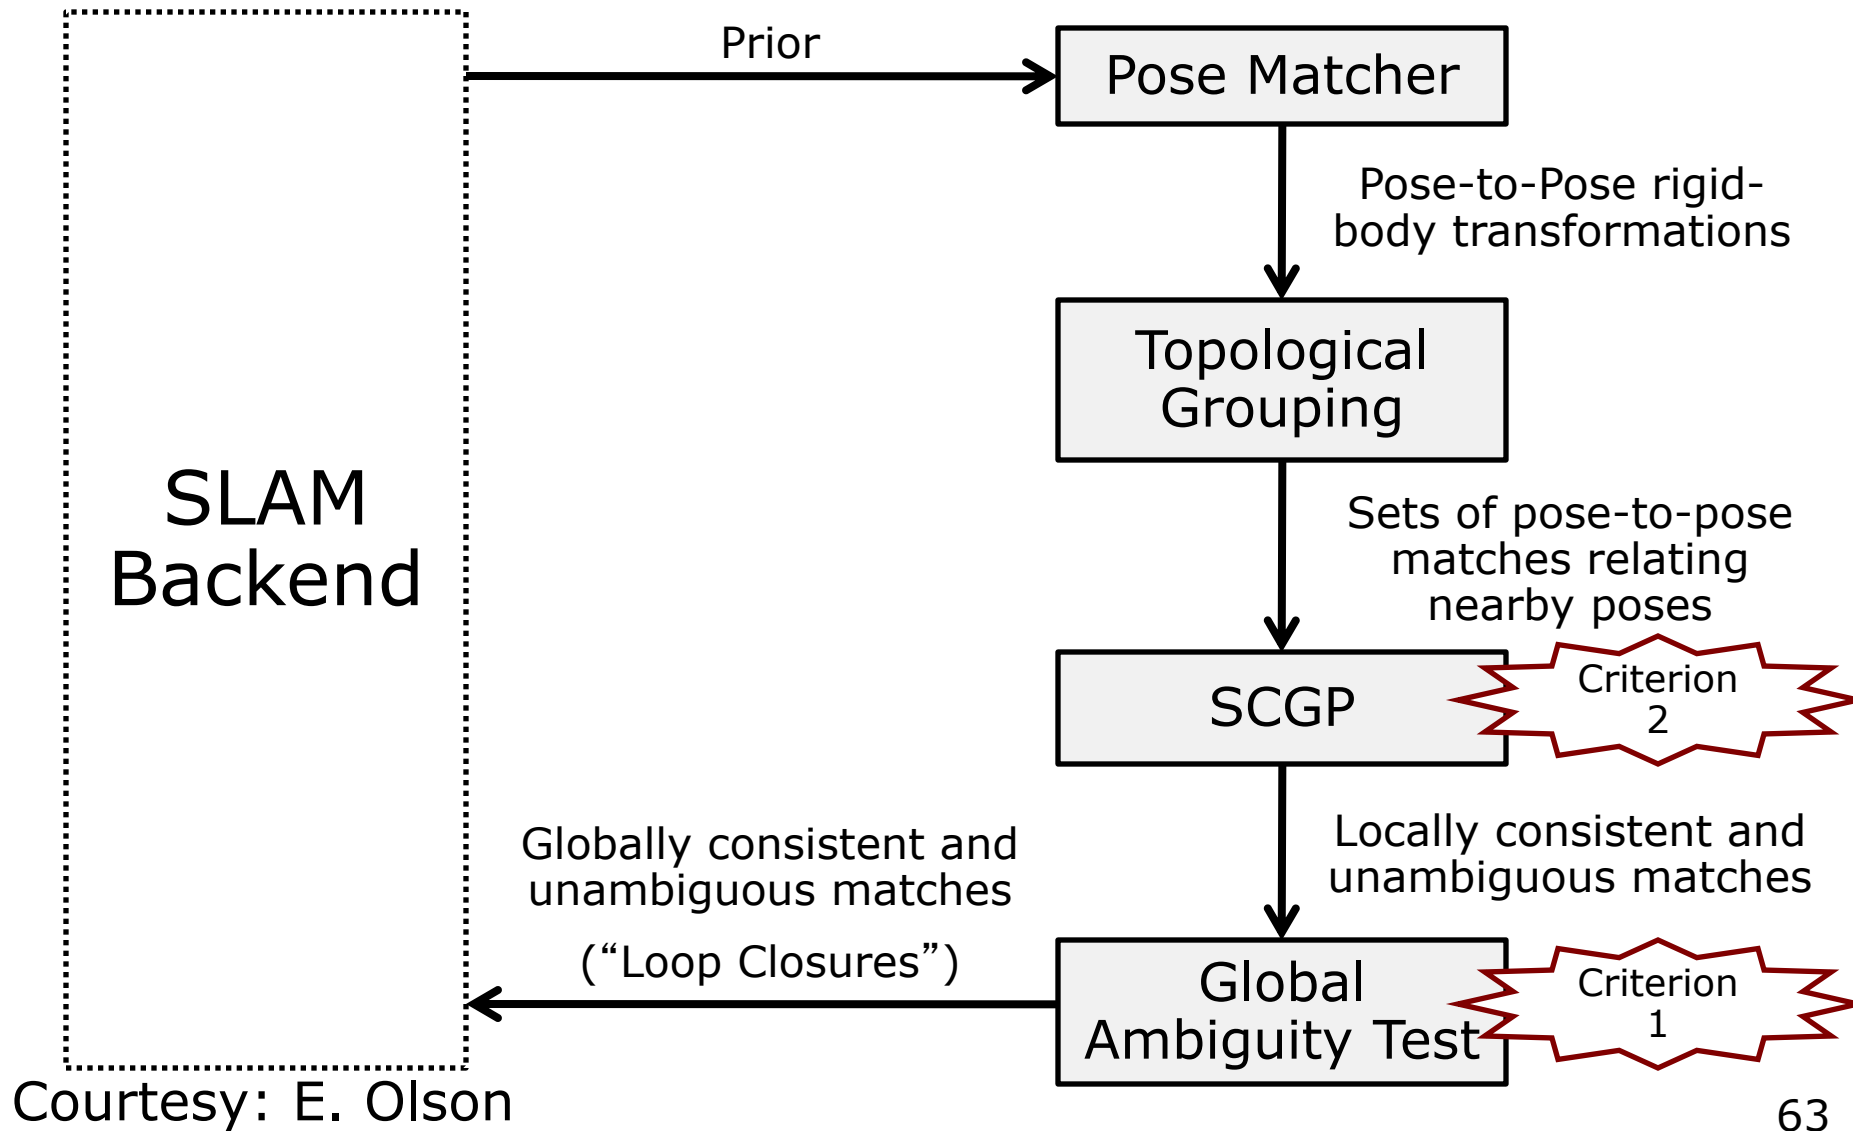 Prior
Pose Matcher
Pose-to-Pose rigid-
body transformations
Topological
Grouping
SLAM
Backend
Sets of pose-to-pose
matches relating
nearby poses
SCGP
Criterion
2
Locally consistent and
unambiguous matches
Globally consistent and
unambiguous matches
(“Loop Closures”)
Global
Ambiguity Test
Criterion
1
Courtesy: E. Olson
63